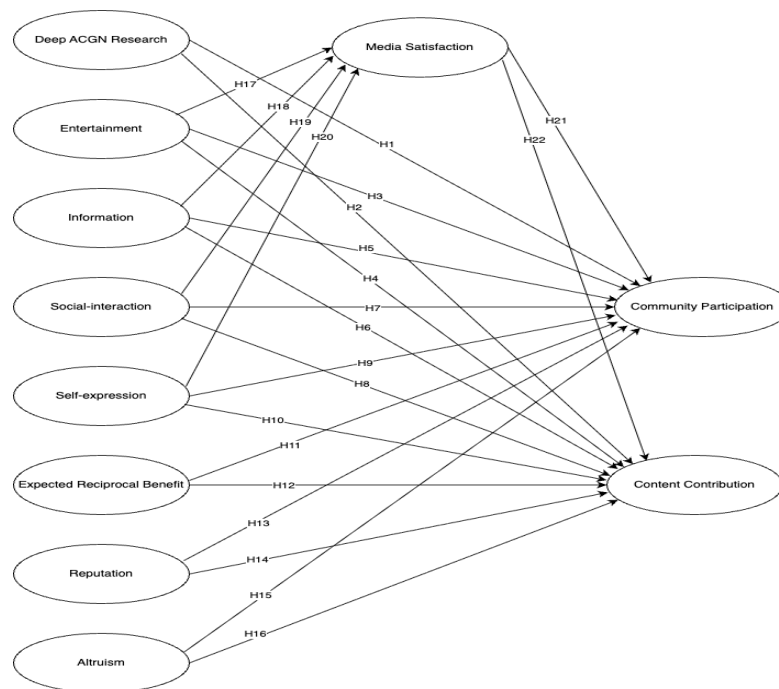 Deep ACGN Research
Media Satisfaction
H17
H18
H19
H20
H21
H22
Entertainment
H1
H3
H2
Information
H5
H4
Social-interaction
H7
Community Participation
H6
H9
H8
Self-expression
H10
H11
Expected Reciprocal Benefit
H12
Content Contribution
H13
H14
Reputation
H15
H16
Altruism